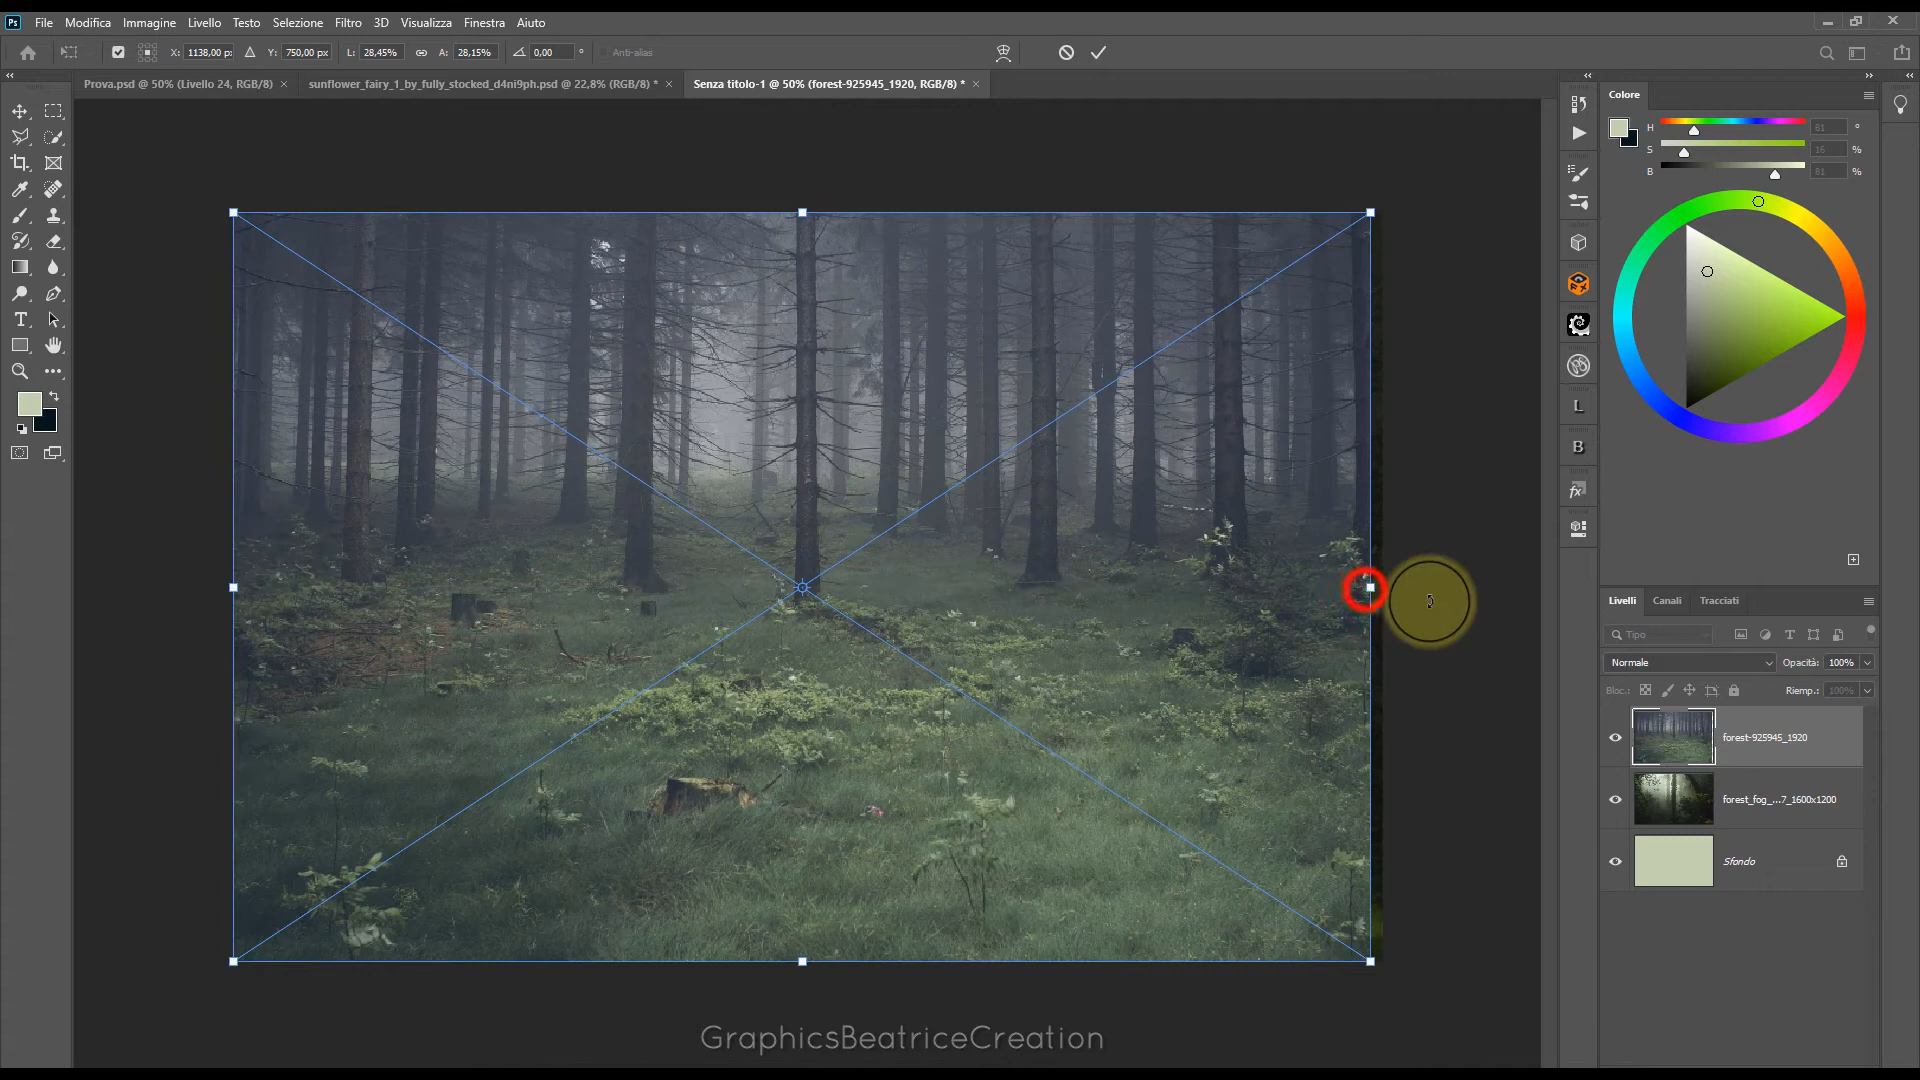 Ps File Modifica Immagine Livello Testo Selezione Filtro 3D Visualizza Finestra Aiuto
X: 1138,00 px Y: 750,00 px L: 28,45% A: 28,15% 0,00 ° Anti-alias
Prova.psd @ 50% (Livello 24, RGB/8) × sunflower_fairy_1_by_fully_stocked_d4ni9ph.psd @ 22,8% (RGB/8) * × Senza titolo-1 @ 50% (forest-925945_1920, RGB/8) * ×
Colore
H 81 °
S 16 %
B 81 %
L
B
fx
Livelli Canali Tracciati
Tipo
Normale Opacità: 100%
Bloc.: Riemp.: 100%
forest-925945_1920
forest_fog_...7_1600x1200
Sfondo
GraphicsBeatriceCreation